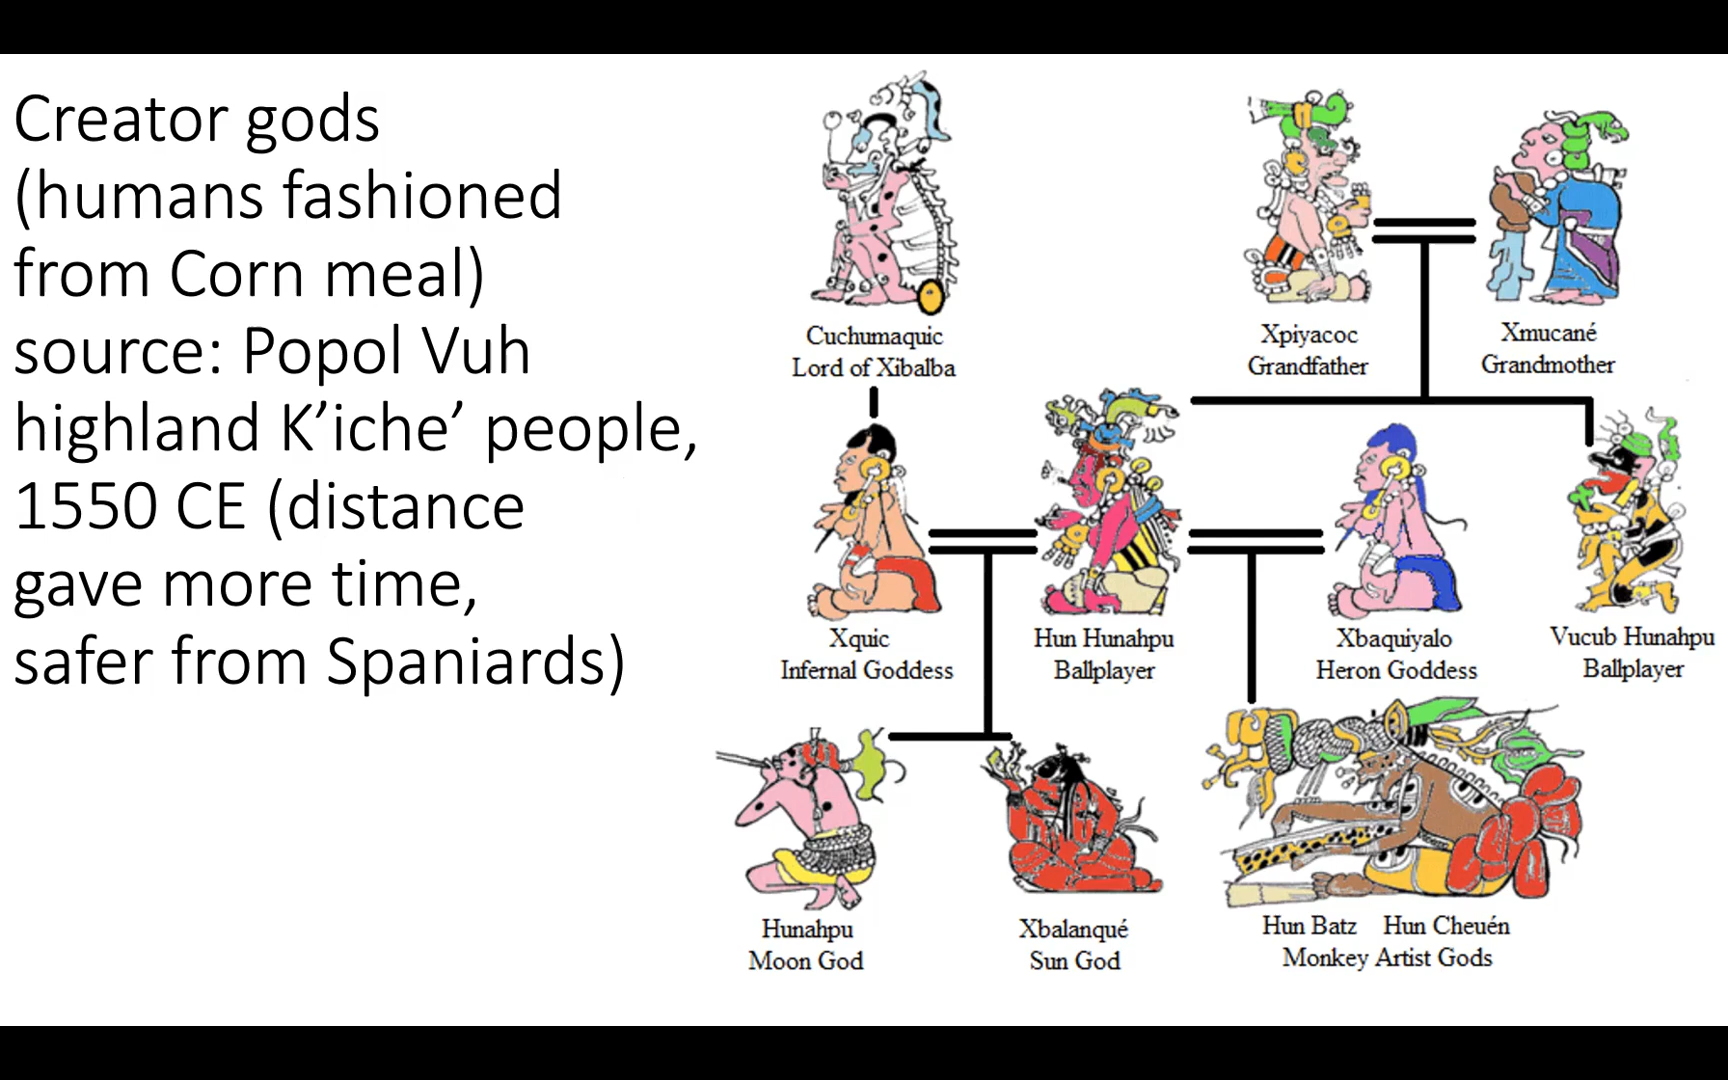 Creator gods
(humans fashioned
from Corn meal)
source: Popol Vuh
highland K’iche’ people,
1550 CE (distance
gave more time,
safer from Spaniards)
Cuchumaquic
Lord of Xibalba
Xpiyacoc
Grandfather
Xmucané
Grandmother
Xquic
Infernal Goddess
Hun Hunahpu
Ballplayer
Xbaquiyalo
Heron Goddess
Vucub Hunahpu
Ballplayer
Hunahpu
Moon God
Xbalanqué
Sun God
Hun Batz Hun Cheuén
Monkey Artist Gods